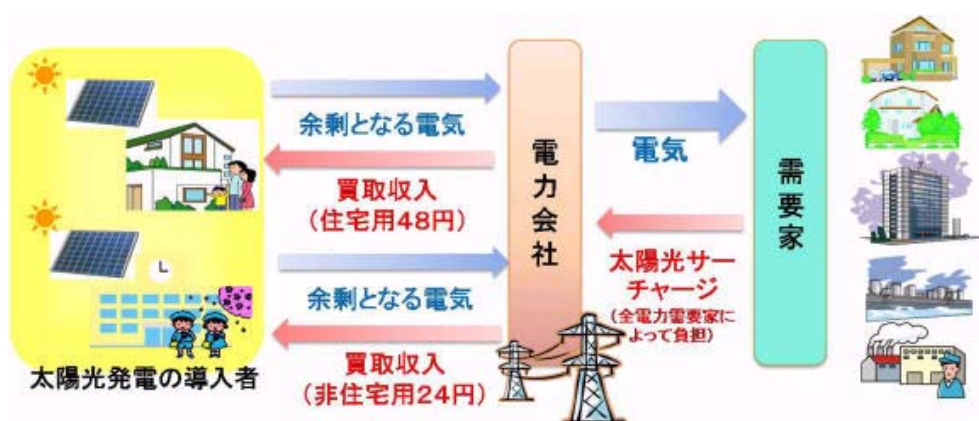 余剰となる電気
買取収入
（住宅用48円）
余剰となる電気
買取収入
（非住宅用24円）
太陽光発電の導入者
電力会社
電気
太陽光サー
チャージ
（全電力需要家に
よって負担）
需要家